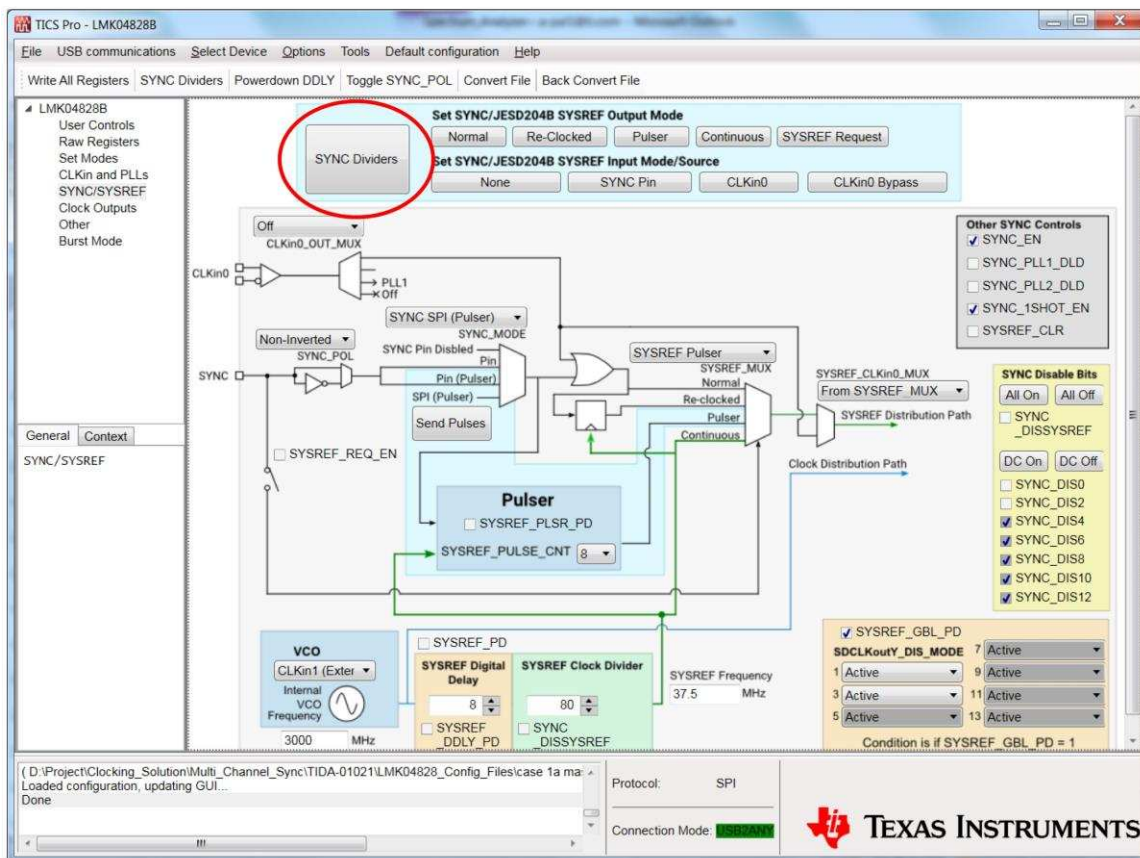 TICS Pro - LMK04828B
File USB communications Select Device Options Tools Default configuration Help
Write All Registers SYNC Dividers Powerdown DDLY Toggle SYNC_POL Convert File Back Convert File
LMK04828B
User Controls
Raw Registers
Set Modes
CLKin and PLLs
SYNC/SYSREF
Clock Outputs
Other
Burst Mode
General Context
SYNC/SYSREF
SYNC Dividers
Set SYNC/JESD204B SYSREF Output Mode
Normal Re-Clocked Pulser Continuous SYSREF Request
Set SYNC/JESD204B SYSREF Input Mode/Source
None SYNC Pin CLKin0 CLKin0 Bypass
Off
CLKin0_OUT_MUX
CLKin0
PLL1
Off
SYNC SPI (Pulser)
SYNC_MODE
Non-Inverted
SYNC_POL
SYNC Pin Disbled
Pin
SYNC
Pin (Pulser)
SPI (Pulser)
Send Pulses
SYSREF Pulser
SYSREF_MUX
Normal
Re-clocked
Pulser
Continuous
SYSREF_CLKin0_MUX
From SYSREF_MUX
SYSREF Distribution Path
Clock Distribution Path
SYSREF_REQ_EN
Pulser
SYSREF_PLSR_PD
SYSREF_PULSE_CNT 8
Other SYNC Controls
SYNC_EN
SYNC_PLL1_DLD
SYNC_PLL2_DLD
SYNC_1SHOT_EN
SYSREF_CLR
SYNC Disable Bits
All On All Off
SYNC
_DISSYSREF
DC On DC Off
SYNC_DIS0
SYNC_DIS2
SYNC_DIS4
SYNC_DIS6
SYNC_DIS8
SYNC_DIS10
SYNC_DIS12
VCO
CLKin1 (Exter
Internal
VCO
Frequency
3000 MHz
SYSREF_PD
SYSREF Digital
Delay
8
SYSREF
_DDLY_PD
SYSREF Clock Divider
80
SYNC
_DISSYSREF
SYSREF Frequency
37.5 MHz
SYSREF_GBL_PD
SDCLKoutY_DIS_MODE 7 Active
1 Active 9 Active
3 Active 11 Active
5 Active 13 Active
Condition is if SYSREF_GBL_PD = 1
( D:\Project\Clocking_Solution\Multi_Channel_Sync\TIDA-01021\LMK04828_Config_Files\case 1a ma
Loaded configuration, updating GUI...
Done
Protocol: SPI
Connection Mode: USB2ANY
TEXAS INSTRUMENTS